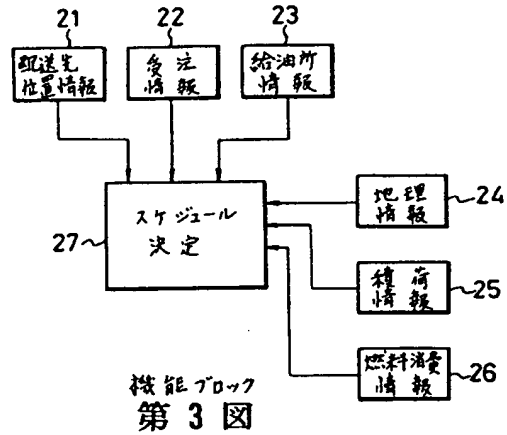 21
22
23
配送先
位置情報
受注
情報
給油所
情報
地理
情報
24
27
スケジュール
決定
積荷
情報
25
燃料消費
情報
26
機能ブロック
第3図